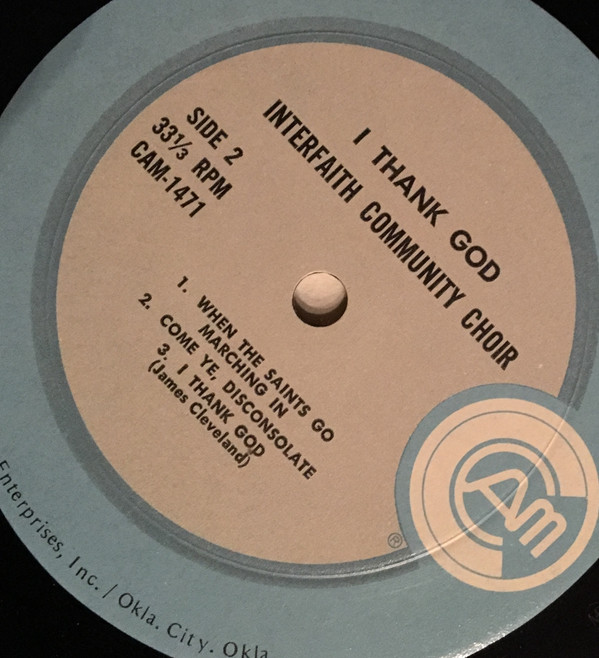 I THANK GOD
INTERFAITH COMMUNITY CHOIR
SIDE 2
33⅓ RPM
CAM-1471
1. WHEN THE SAINTS GO
MARCHING IN
2. COME YE, DISCONSOLATE
3. I THANK GOD
(James Cleveland)
CAm
®
Enterprises, Inc. / Okla. City, Okla.